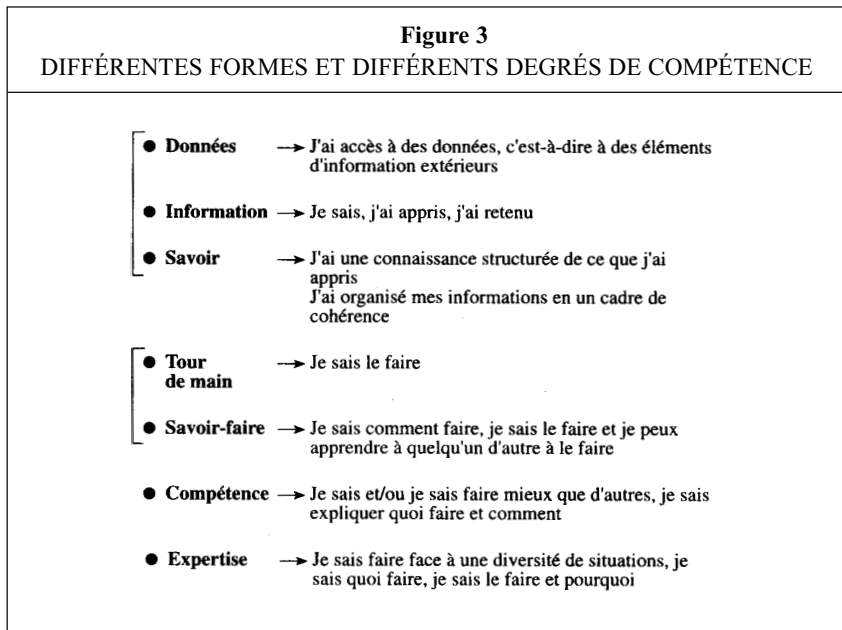 Figure 3
DIFFÉRENTES FORMES ET DIFFÉRENTS DEGRÉS DE COMPÉTENCE
● Données → J'ai accès à des données, c'est-à-dire à des éléments
d'information extérieurs
● Information → Je sais, j'ai appris, j'ai retenu
● Savoir → J'ai une connaissance structurée de ce que j'ai
appris
J'ai organisé mes informations en un cadre de
cohérence
● Tour → Je sais le faire
de main
● Savoir-faire → Je sais comment faire, je sais le faire et je peux
apprendre à quelqu'un d'autre à le faire
● Compétence → Je sais et/ou je sais faire mieux que d'autres, je sais
expliquer quoi faire et comment
● Expertise → Je sais faire face à une diversité de situations, je
sais quoi faire, je sais le faire et pourquoi